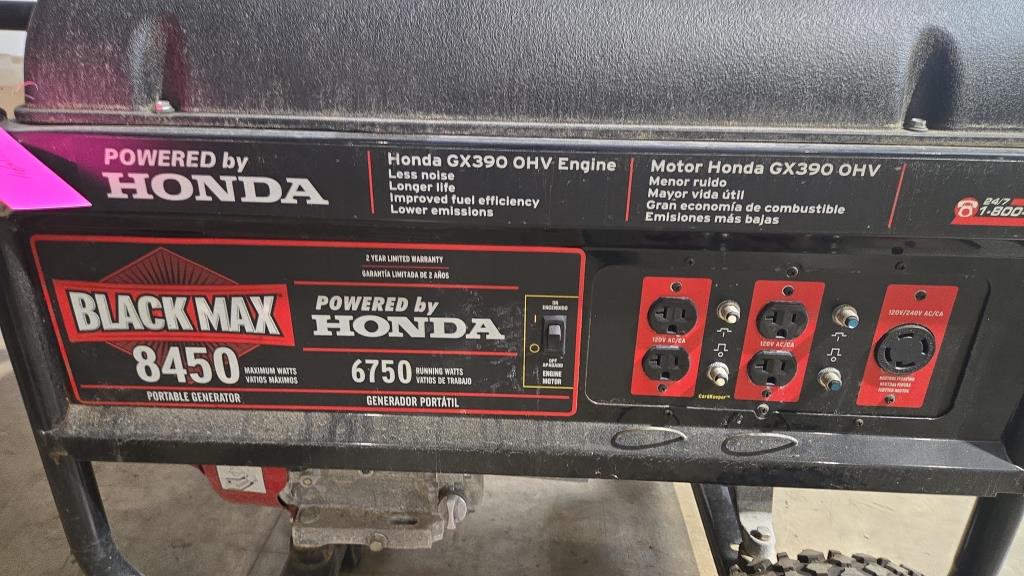 POWERED by
HONDA
Honda GX390 OHV Engine
Less noise
Longer life
Improved fuel efficiency
Lower emissions
Motor Honda GX390 OHV
Menor ruido
Mayor vida útil
Gran economía de combustible
Emisiones más bajas
24/7
1-800
2 YEAR LIMITED WARRANTY
GARANTÍA LIMITADA DE 2 AÑOS
BLACK MAX
8450 MAXIMUM WATTS
VATIOS MÁXIMOS
PORTABLE GENERATOR
POWERED by
HONDA
6750 RUNNING WATTS
VATIOS DE TRABAJO
GENERADOR PORTÁTIL
ON
ENCENDIDO
OFF
APAGADO
ENGINE
MOTOR
120V AC/CA
120V AC/CA
CordKeeper™
120V/240V AC/CA